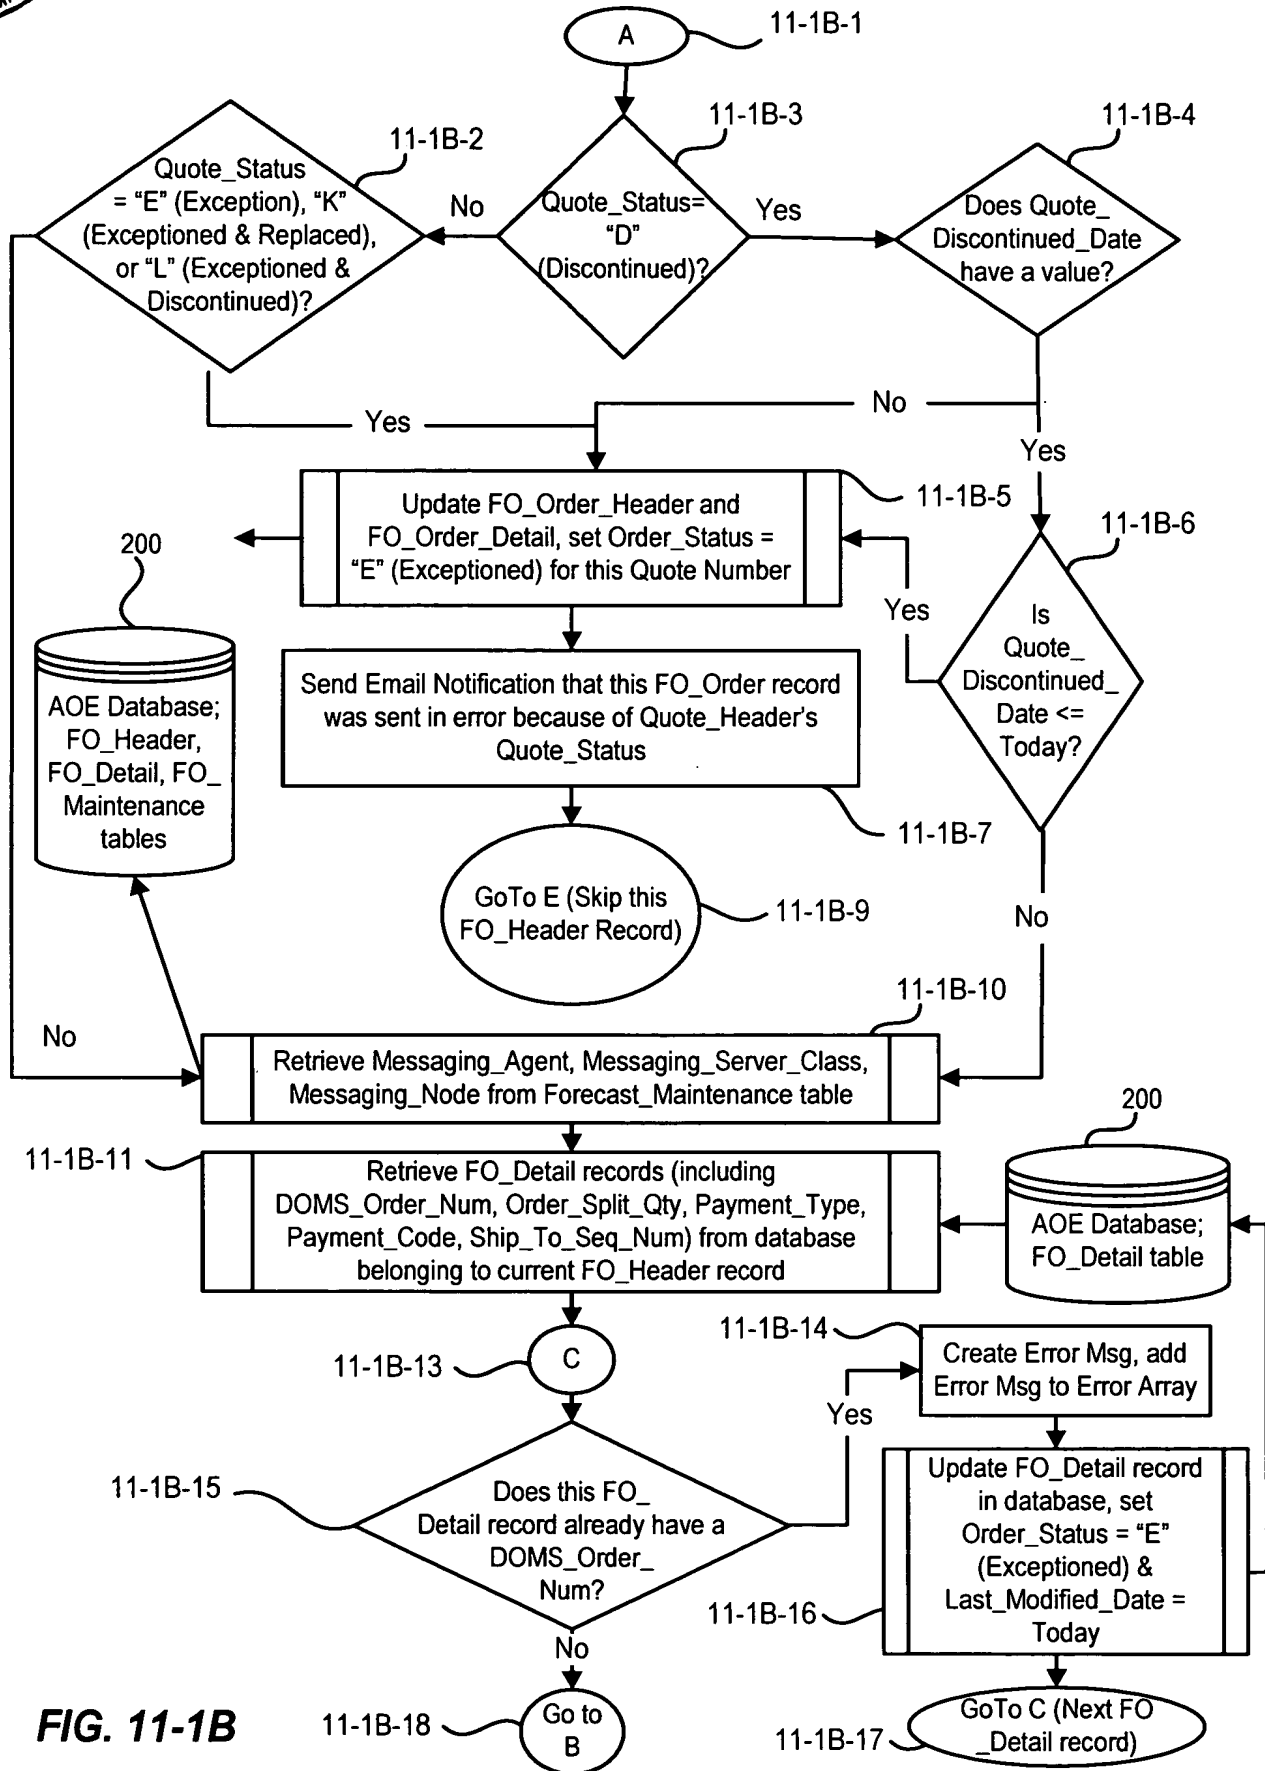 A
11-1B-1
11-1B-2
11-1B-3
11-1B-4
Quote_Status
= “E” (Exception), “K”
(Exceptioned & Replaced),
or “L” (Exceptioned &
Discontinued)?
No
Quote_Status=
“D”
(Discontinued)?
Yes
Does Quote_
Discontinued_Date
have a value?
Yes
No
Yes
Update FO_Order_Header and
FO_Order_Detail, set Order_Status =
“E” (Exceptioned) for this Quote Number
11-1B-5
11-1B-6
200
Yes
Is
Quote_
Discontinued_
Date <=
Today?
AOE Database;
FO_Header,
FO_Detail, FO_
Maintenance
tables
Send Email Notification that this FO_Order record
was sent in error because of Quote_Header's
Quote_Status
11-1B-7
GoTo E (Skip this
FO_Header Record)
11-1B-9
No
11-1B-10
No
Retrieve Messaging_Agent, Messaging_Server_Class,
Messaging_Node from Forecast_Maintenance table
200
11-1B-11
Retrieve FO_Detail records (including
DOMS_Order_Num, Order_Split_Qty, Payment_Type,
Payment_Code, Ship_To_Seq_Num) from database
belonging to current FO_Header record
AOE Database;
FO_Detail table
11-1B-13
C
11-1B-14
Create Error Msg, add
Error Msg to Error Array
Yes
11-1B-15
Does this FO_
Detail record already have a
DOMS_Order_
Num?
Update FO_Detail record
in database, set
Order_Status = “E”
(Exceptioned) &
Last_Modified_Date =
Today
11-1B-16
No
11-1B-18
Go to
B
GoTo C (Next FO
_Detail record)
11-1B-17
FIG. 11-1B